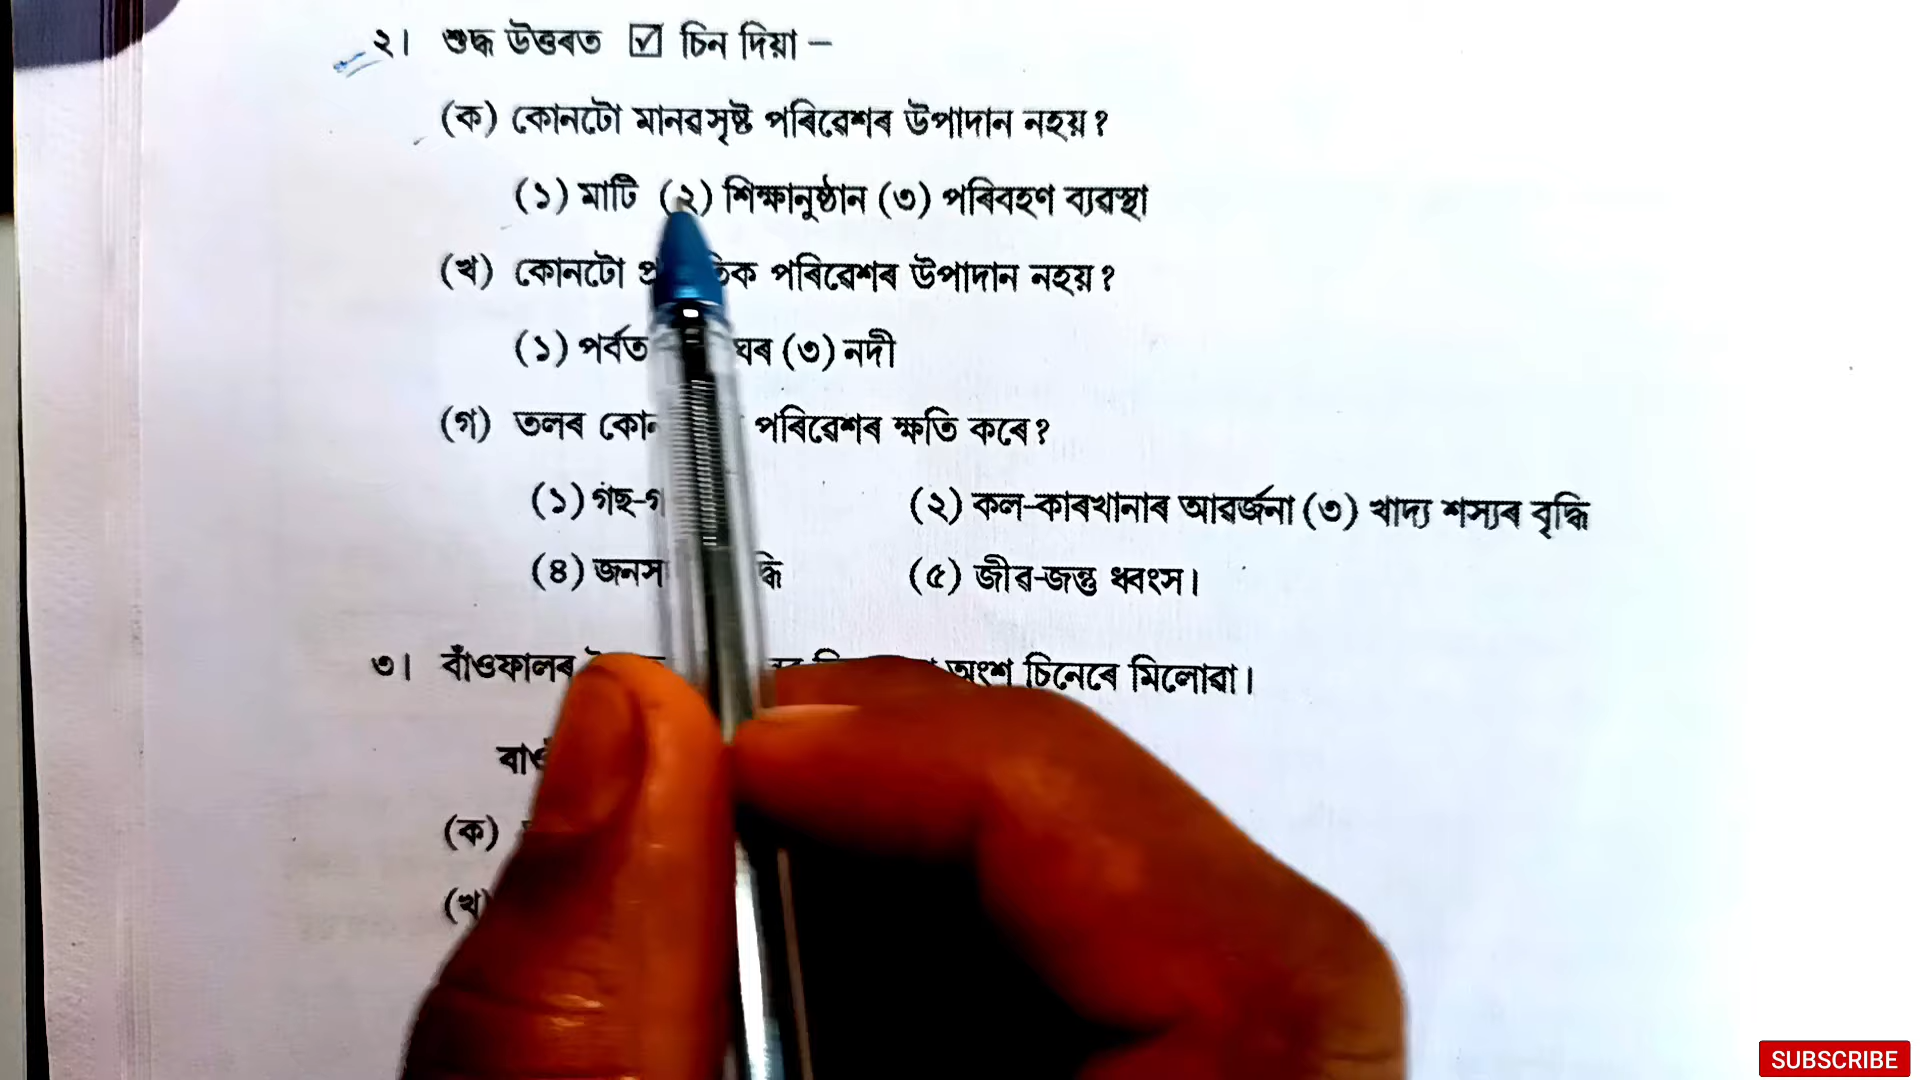 ২। শুদ্ধ উত্তৰত ☑ চিন দিয়া –
(ক) কোনটো মানৱসৃষ্ট পৰিৱেশৰ উপাদান নহয়?
(১) মাটি (২) শিক্ষানুষ্ঠান (৩) পৰিবহণ ব্যৱস্থা
(খ) কোনটো পৰিৱেশৰ উপাদান নহয়?
(১) পৰ্বত ঘৰ (৩) নদী
(গ) তলৰ পৰিৱেশৰ ক্ষতি কৰে?
(১) (২) কল-কাৰখানাৰ আৱৰ্জনা (৩) খাদ্য শস্যৰ বৃদ্ধি
(৪) (৫) জীৱ-জন্তু ধ্বংস।
৩। বাঁওফালৰ অংশ চিনেৰে মিলোৱা।
(ক)
(খ)
SUBSCRIBE